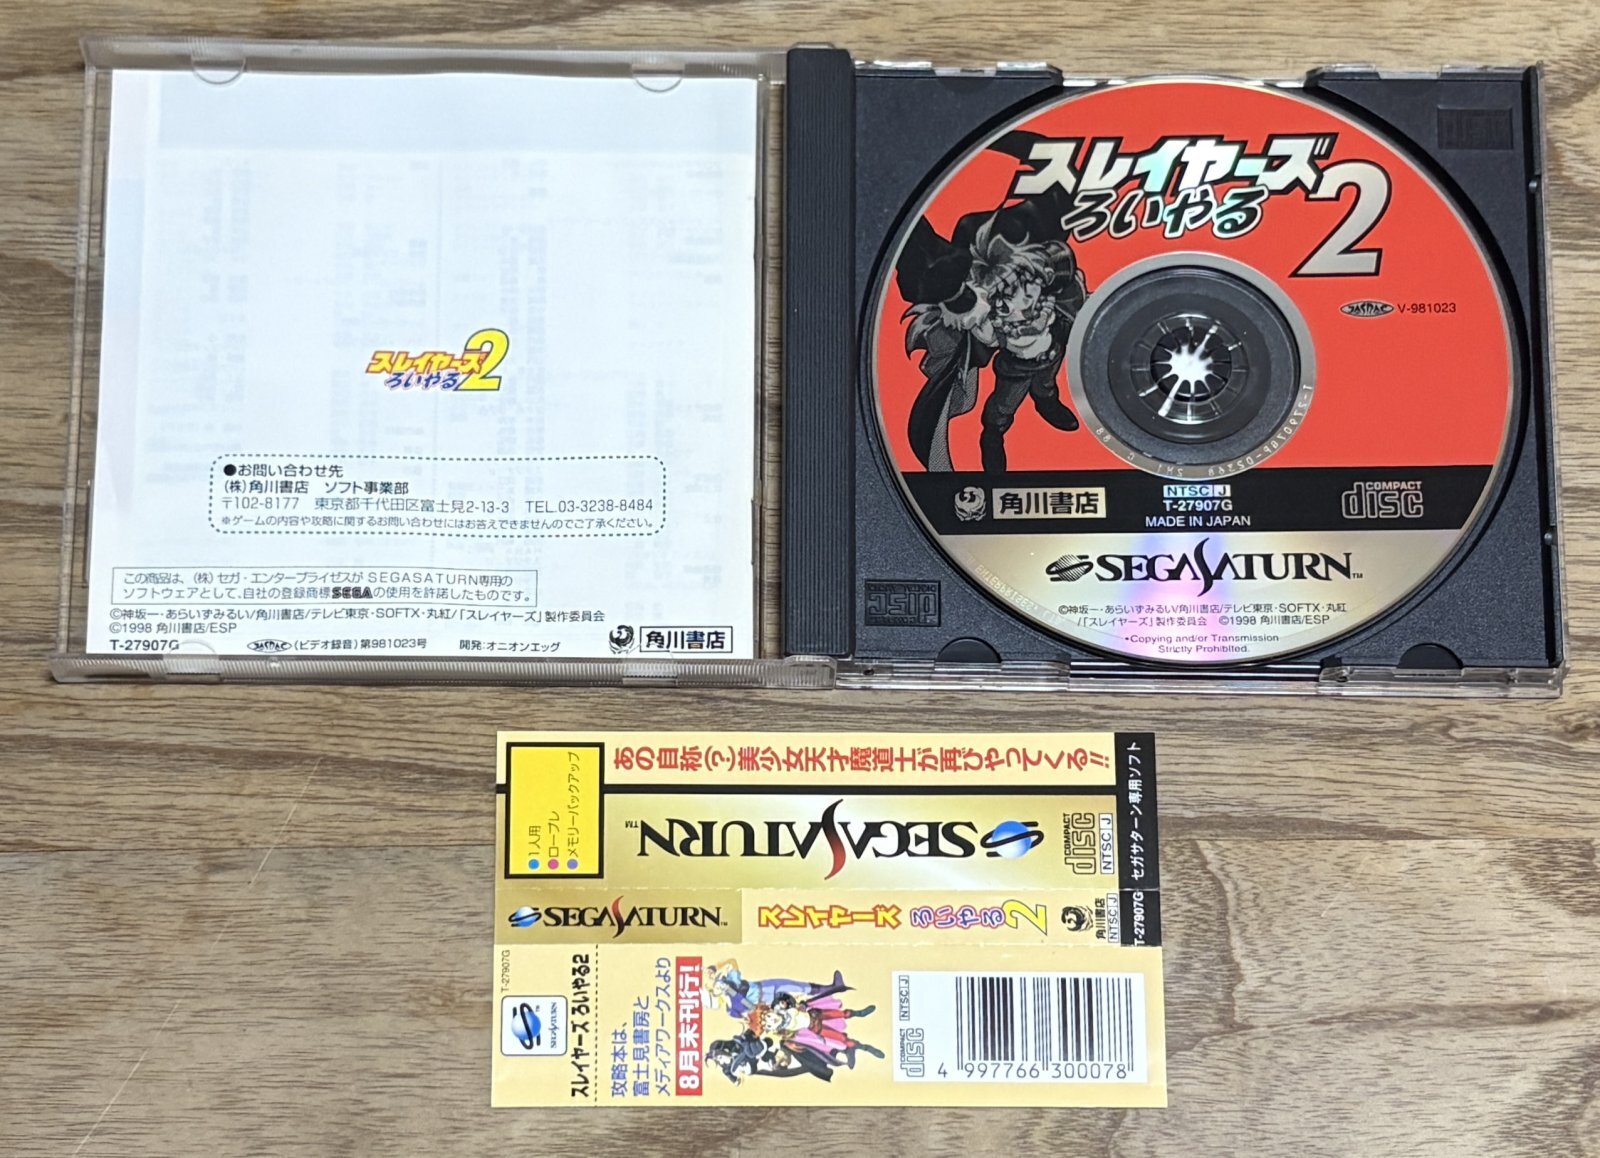 スレイヤーズ
ろいやる2
●お問い合わせ先
(株)角川書店 ソフト事業部
〒102-8177 東京都千代田区富士見2-13-3 TEL.03-3238-8484
※ゲームの内容や攻略に関するお問い合わせにはお答えできませんのでご了承ください。
この商品は、(株)セガ・エンタープライゼスがSEGASATURN専用の
ソフトウェアとして、自社の登録商標SEGAの使用を許諾したものです。
©神坂一・あらいずみるい/角川書店/テレビ東京・SOFTX・丸紅/「スレイヤーズ」製作委員会
©1998 角川書店/ESP
T-27907G JASRAC (ビデオ録音)第981023号 開発:オニオンエッグ 角川書店
スレイヤーズ
ろいやる2
JASRAC V-981023
角川書店
NTSC J
T-27907G
MADE IN JAPAN
COMPACT disc
SEGASATURN™
©神坂一・あらいずみるい/角川書店/テレビ東京・SOFTX・丸紅
/「スレイヤーズ」製作委員会 ©1998 角川書店/ESP
•Copying and/or Transmission
Strictly Prohibited.
あの自称(?)美少女天才魔道士が再びやってくる!!
●1人用
●ロープレ
●メモリーバックアップ
SEGASATURN™
COMPACT disc
NTSC J
セガサターン専用ソフト
SEGASATURN™
スレイヤーズ ろいやる2
角川書店
NTSC J
T-27907G
T-27907G
SEGASATURN
スレイヤーズ ろいやる2
攻略本は、
富士見書房と
メディアワークスより
8月末刊行!
COMPACT disc
NTSC J
4 997766 300078